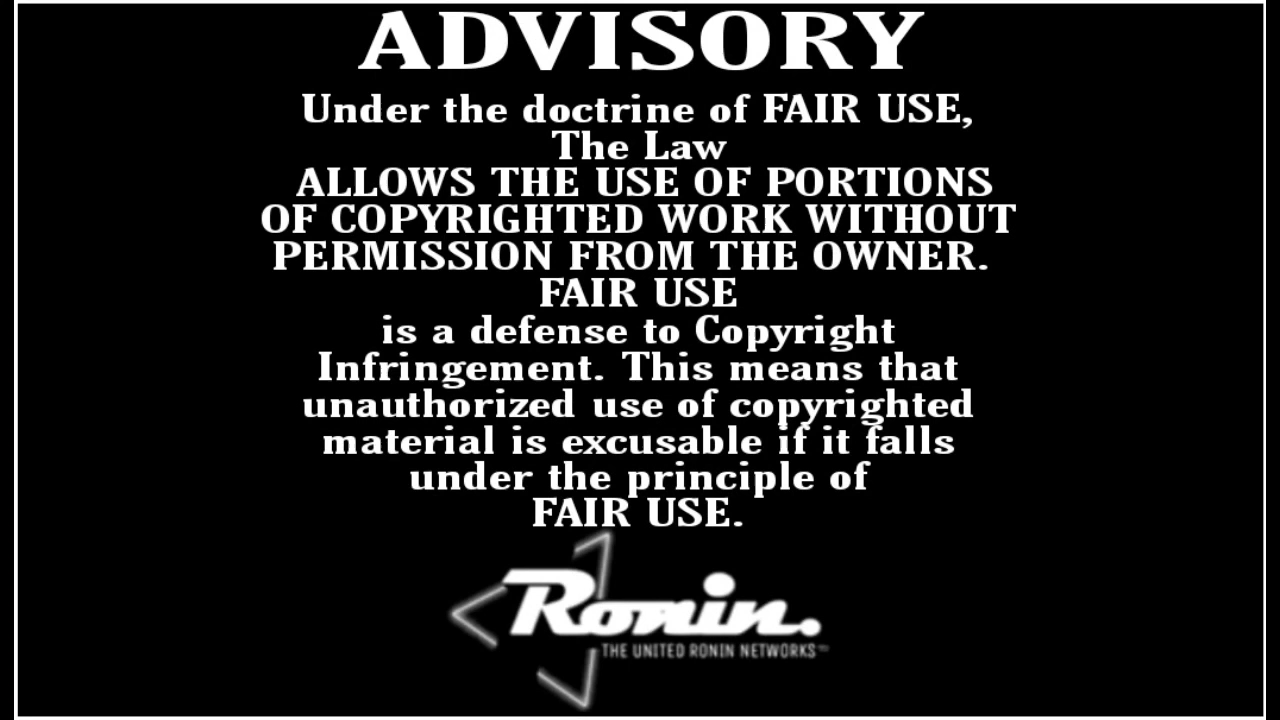 ADVISORY
Under the doctrine of FAIR USE,
The Law
ALLOWS THE USE OF PORTIONS
OF COPYRIGHTED WORK WITHOUT
PERMISSION FROM THE OWNER.
FAIR USE
is a defense to Copyright
Infringement. This means that
unauthorized use of copyrighted
material is excusable if it falls
under the principle of
FAIR USE.
Ronin.
THE UNITED RONIN NETWORKS™